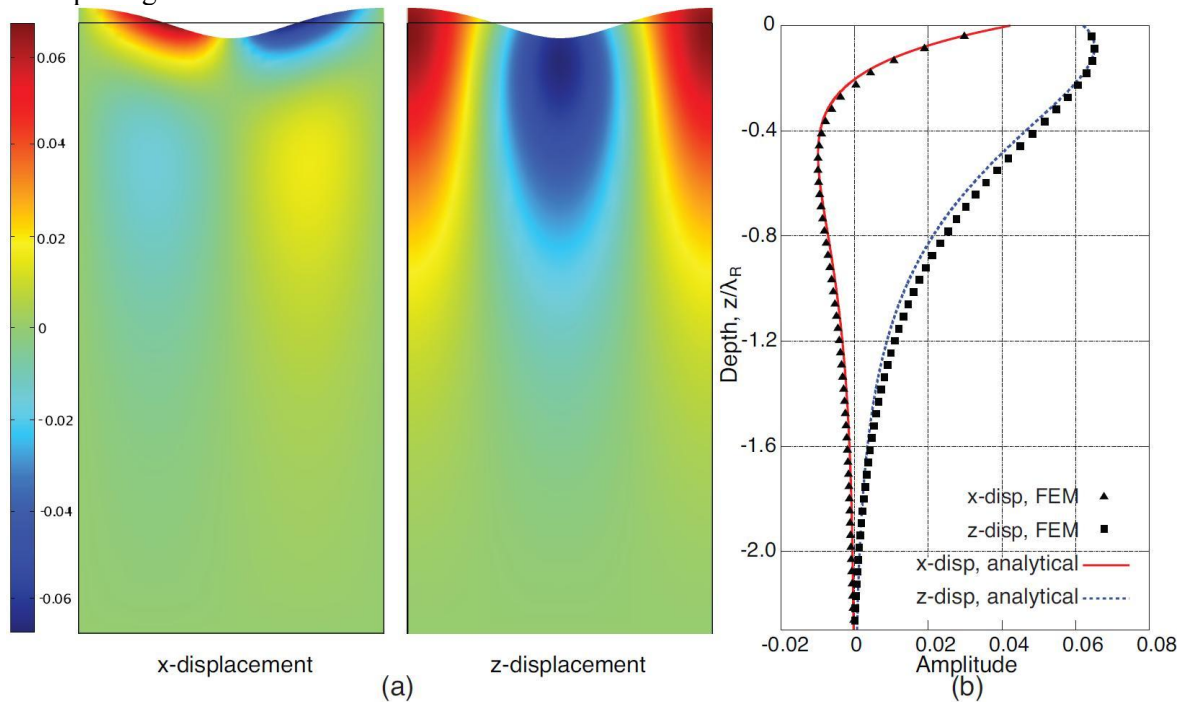 0.06
0.04
0.02
0
-0.02
-0.04
-0.06
x-displacement
z-displacement
(a)
0
-0.4
-0.8
-1.2
-1.6
-2.0
Depth, z/λR
x-disp, FEM
z-disp, FEM
x-disp, analytical
z-disp, analytical
-0.02 0 0.02 0.04 0.06 0.08
Amplitude
(b)